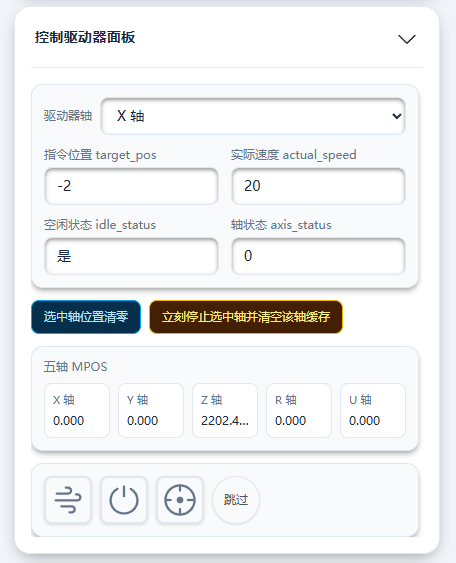 控制驱动器面板
驱动器轴 X 轴
指令位置 target_pos 实际速度 actual_speed
-2 20
空闲状态 idle_status 轴状态 axis_status
是 0
选中轴位置清零 立刻停止选中轴并清空该轴缓存
五轴 MPOS
X 轴 Y 轴 Z 轴 R 轴 U 轴
0.000 0.000 2202.4... 0.000 0.000
跳过